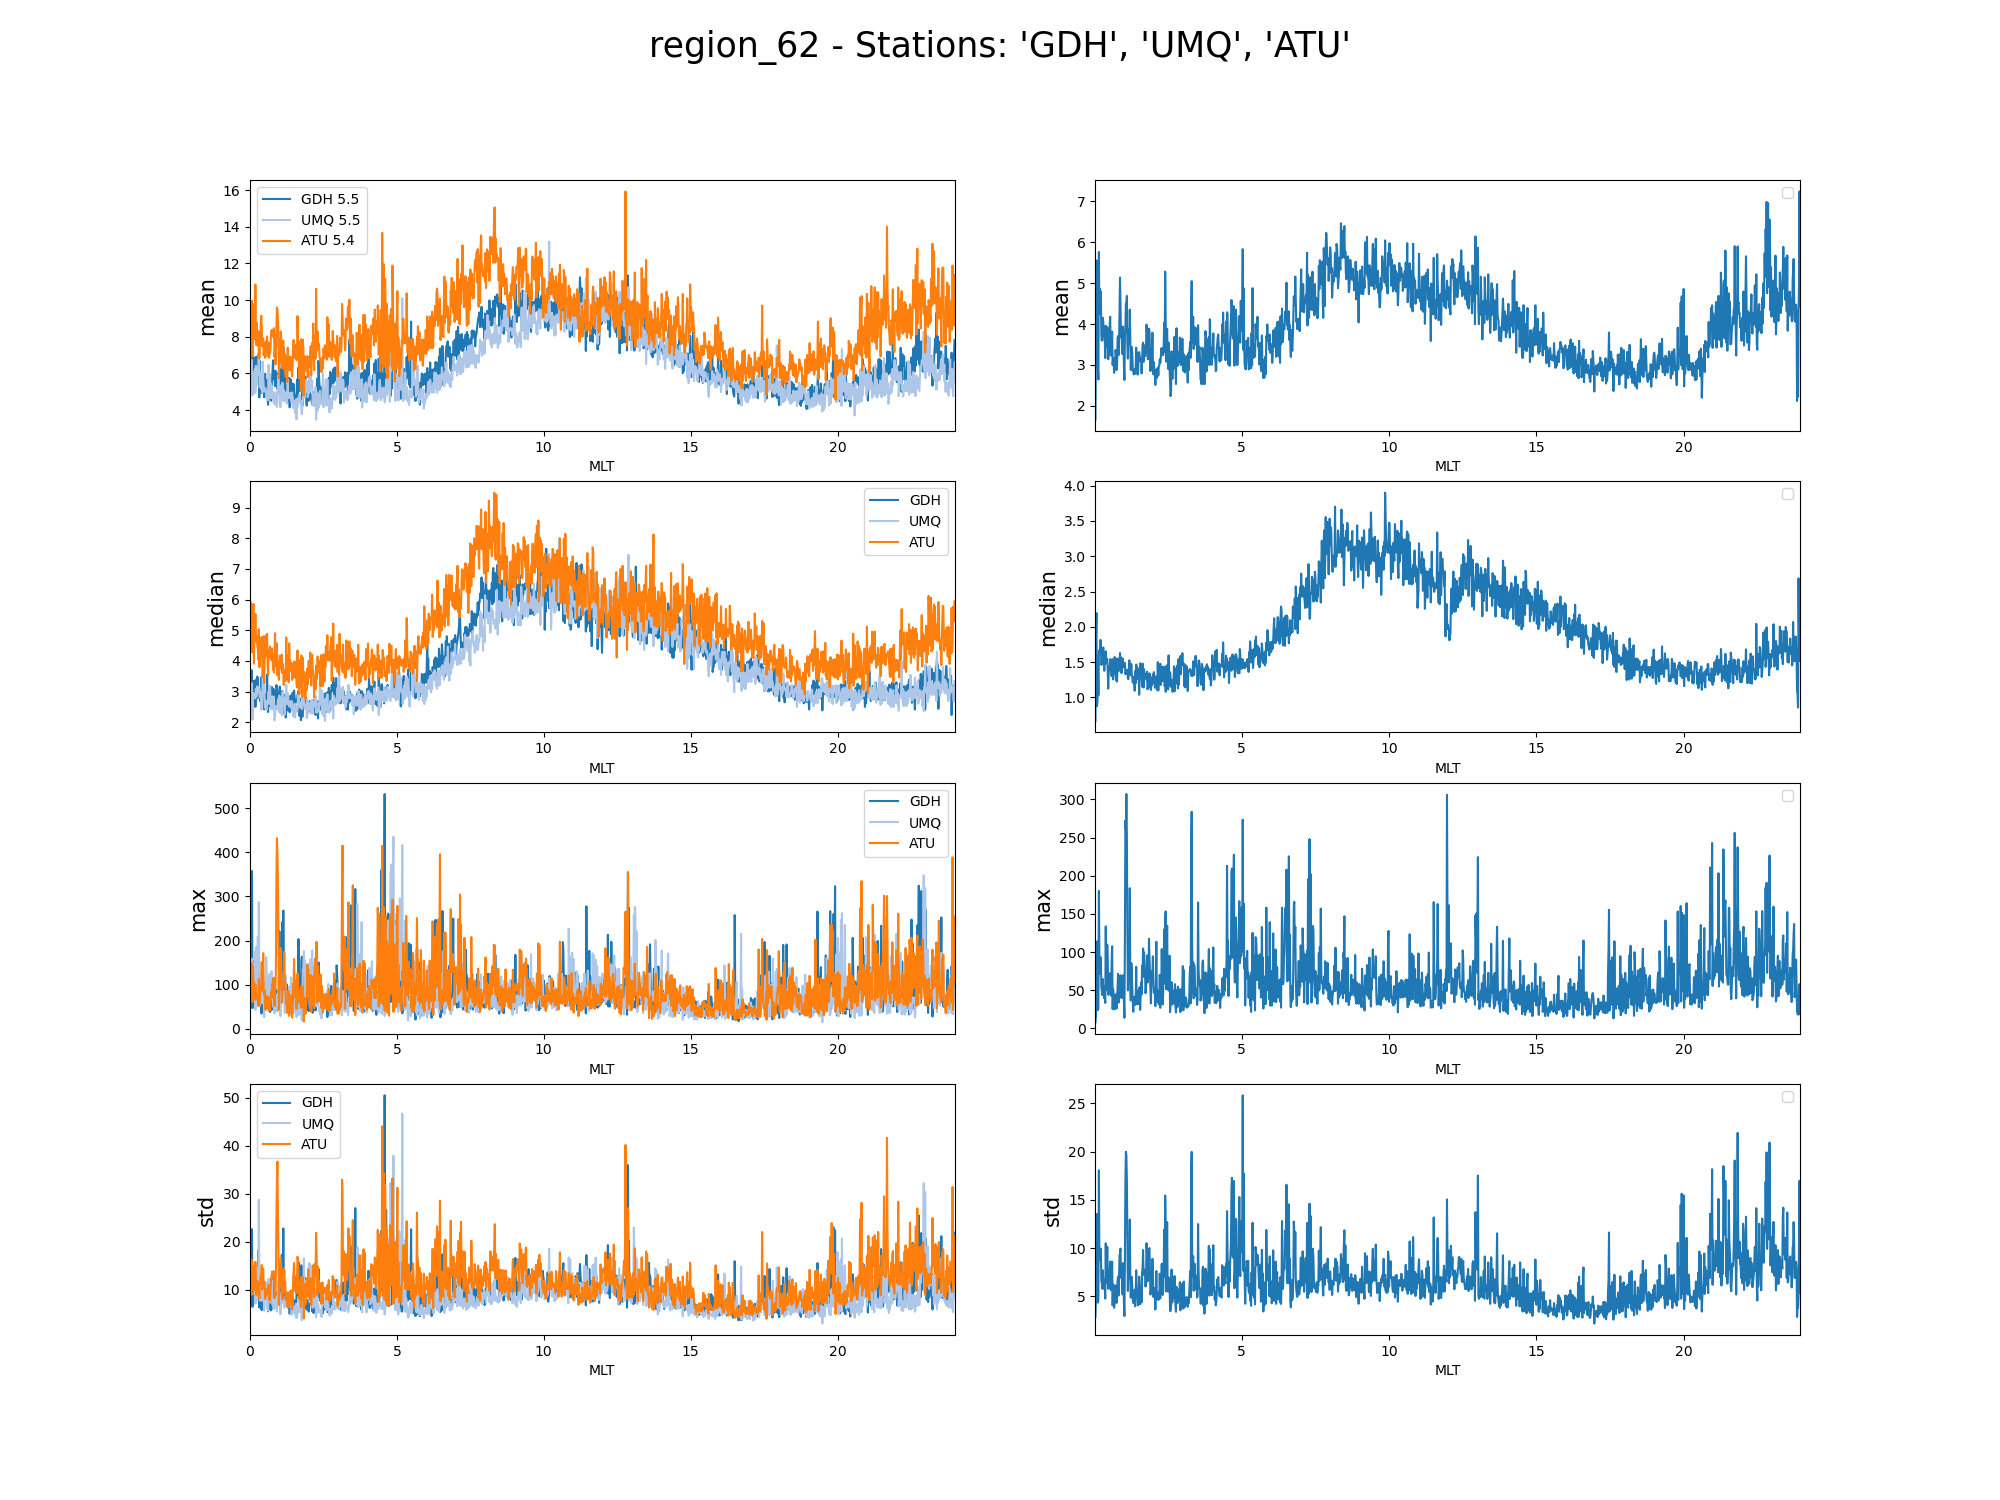 region_62 - Stations: 'GDH', 'UMQ', 'ATU'
mean
16
14
12
10
8
6
4
GDH 5.5
UMQ 5.5
ATU 5.4
0 5 10 15 20
MLT
mean
7
6
5
4
3
2
5 10 15 20
MLT
median
9
8
7
6
5
4
3
2
GDH
UMQ
ATU
0 5 10 15 20
MLT
median
4.0
3.5
3.0
2.5
2.0
1.5
1.0
5 10 15 20
MLT
max
500
400
300
200
100
0
GDH
UMQ
ATU
0 5 10 15 20
MLT
max
300
250
200
150
100
50
0
5 10 15 20
MLT
std
50
40
30
20
10
GDH
UMQ
ATU
0 5 10 15 20
MLT
std
25
20
15
10
5
5 10 15 20
MLT